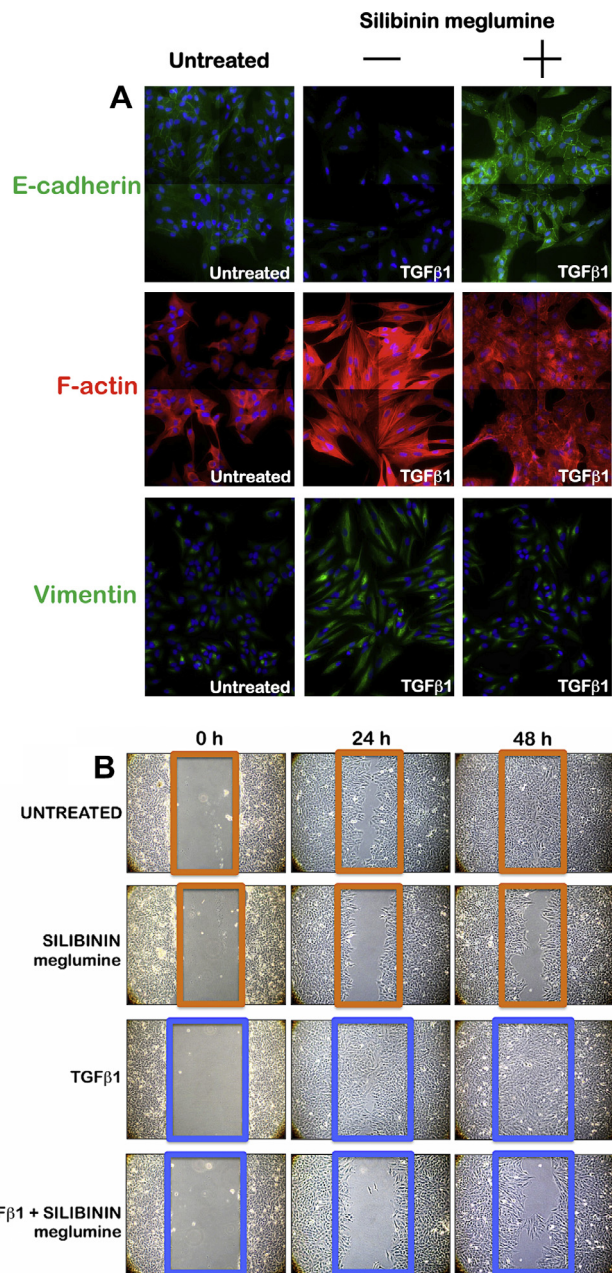 Silibinin meglumine
Untreated — +
A
E-cadherin
Untreated TGFβ1 TGFβ1
F-actin
Untreated TGFβ1 TGFβ1
Vimentin
Untreated TGFβ1 TGFβ1
B
0 h 24 h 48 h
UNTREATED
SILIBININ
meglumine
TGFβ1
Fβ1 + SILIBININ
meglumine